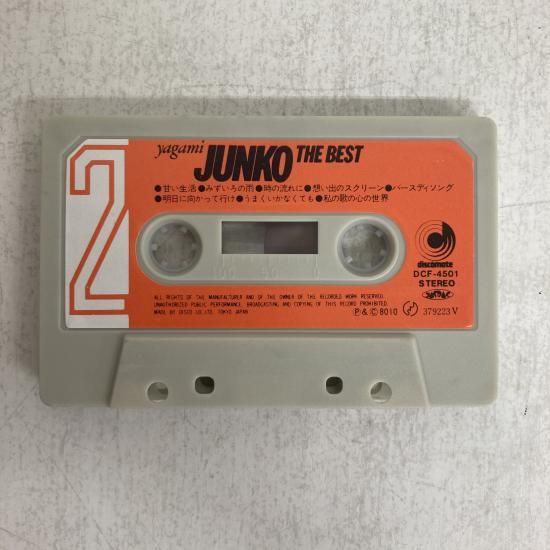 yagami JUNKO THE BEST
2
●甘い生活●みずいろの雨●時の流れに●想い出のスクリーン●バースディソング
●明日に向かって行け●うまくいかなくても●私の歌の心の世界
discomate
DCF-4501
STEREO
100 50 0
ALL RIGHTS OF THE MANUFACTURER AND OF THE OWNER OF THE RECORDED WORK RESERVED.
UNAUTHORIZED PUBLIC PERFORMANCE, BROADCASTING AND COPYING OF THIS RECORD PROHIBITED.
MADE BY DISCO CO., LTD. TOKYO JAPAN
Ⓟ&Ⓒ8010
379223V